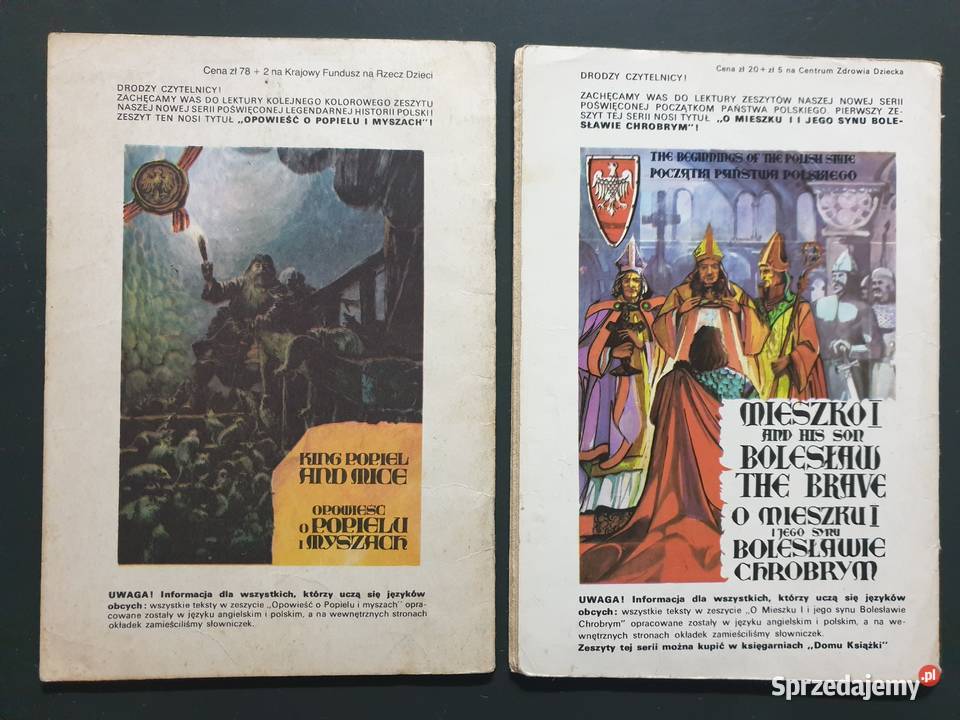 Cena zł 78 + 2 na Krajowy Fundusz na Rzecz Dzieci
DRODZY CZYTELNICY!
ZACHĘCAMY WAS DO LEKTURY KOLEJNEGO KOLOROWEGO ZESZYTU
NASZEJ NOWEJ SERII POŚWIĘCONEJ LEGENDARNEJ HISTORII POLSKI!
ZESZYT TEN NOSI TYTUŁ „OPOWIEŚĆ O POPIELU I MYSZACH"!
KING POPIEL
AND MICE
OPOWIEŚĆ
O POPIELU
I MYSZACH
UWAGA! Informacja dla wszystkich, którzy uczą się języków
obcych: wszystkie teksty w zeszycie „Opowieść o Popielu i myszach" opra-
cowane zostały w języku angielskim i polskim, a na wewnętrznych stronach
okładek zamieściliśmy słowniczek.
Cena zł 20 + zł 5 na Centrum Zdrowia Dziecka
DRODZY CZYTELNICY!
ZACHĘCAMY WAS DO LEKTURY ZESZYTÓW NASZEJ NOWEJ SERII
POŚWIĘCONEJ POCZĄTKOM PAŃSTWA POLSKIEGO. PIERWSZY ZE-
SZYT TEJ SERII NOSI TYTUŁ „O MIESZKU I I JEGO SYNU BOLE-
SŁAWIE CHROBRYM"!
THE BEGINNINGS OF THE POLISH STATE
POCZĄTKI PAŃSTWA POLSKIEGO
MIESZKO I
AND HIS SON
BOLESŁAW
THE BRAVE
O MIESZKU I
I JEGO SYNU
BOLESŁAWIE
CHROBRYM
UWAGA! Informacja dla wszystkich, którzy uczą się języków
obcych: wszystkie teksty w zeszycie „O Mieszku I i jego synu Bolesławie
Chrobrym" opracowane zostały w języku angielskim i polskim, a na we-
wnętrznych stronach okładek zamieściliśmy słowniczek.
Zeszyty tej serii można kupić w księgarniach „Domu Książki"
Sprzedajemy.pl